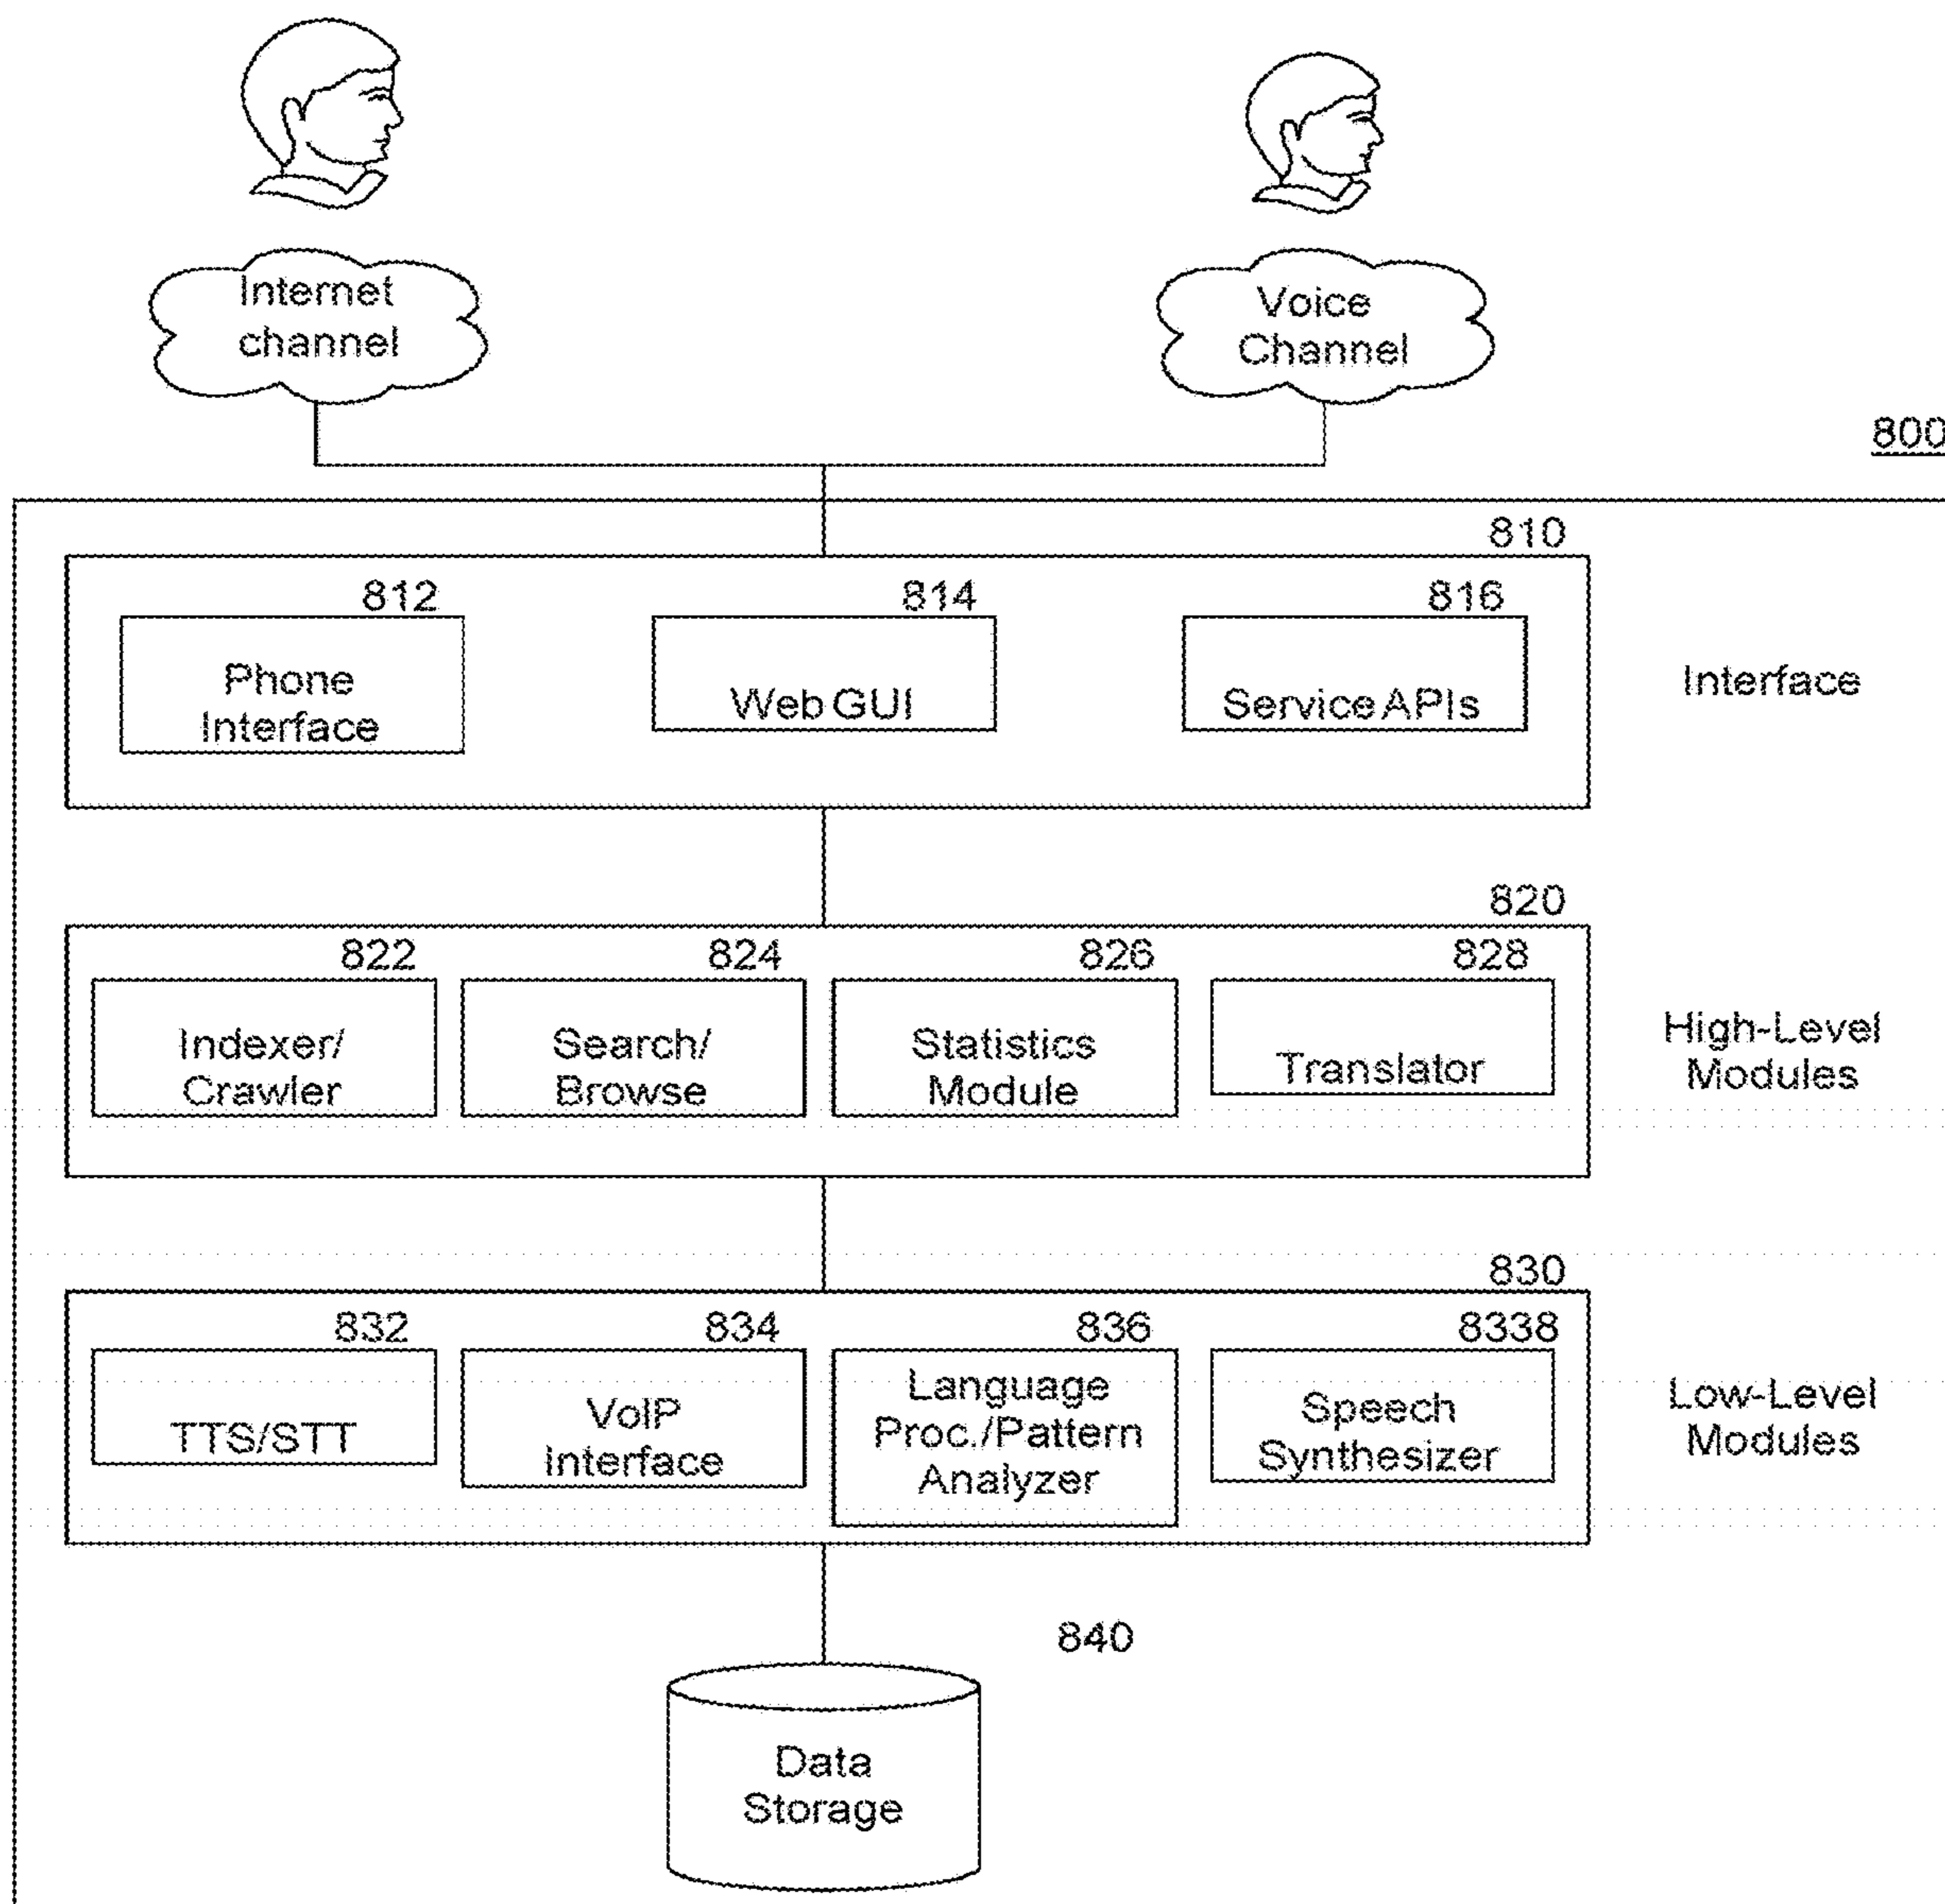 Internet
channel
Voice
Channel
800
810
812
814
816
Phone
Interface
Web GUI
Service APIs
Interface
820
822
824
826
828
Indexer/
Crawler
Search/
Browse
Statistics
Module
Translator
High-Level
Modules
830
832
834
836
8338
TTS/STT
VoIP
Interface
Language
Proc./Pattern
Analyzer
Speech
Synthesizer
Low-Level
Modules
840
Data
Storage